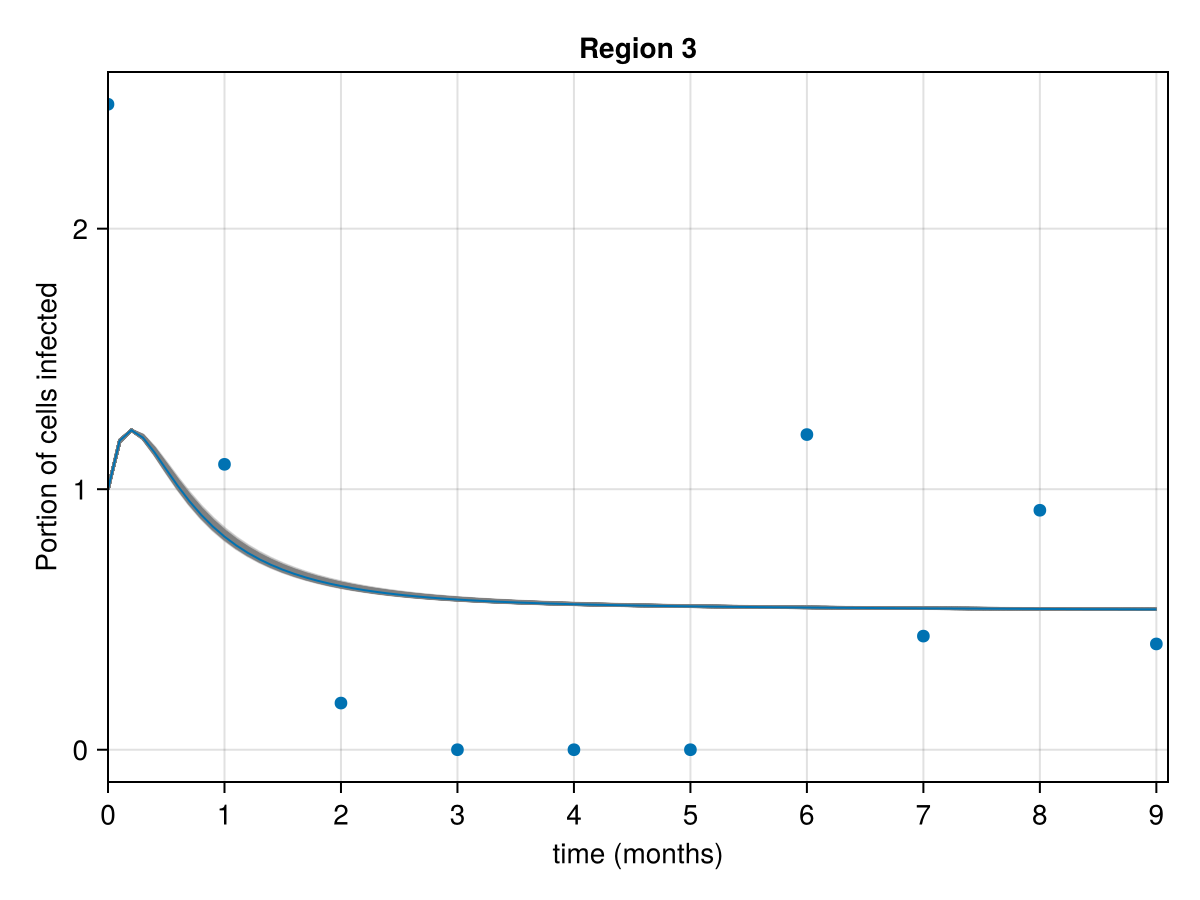 Region 3
2
1
0
Portion of cells infected
0 1 2 3 4 5 6 7 8 9
time (months)